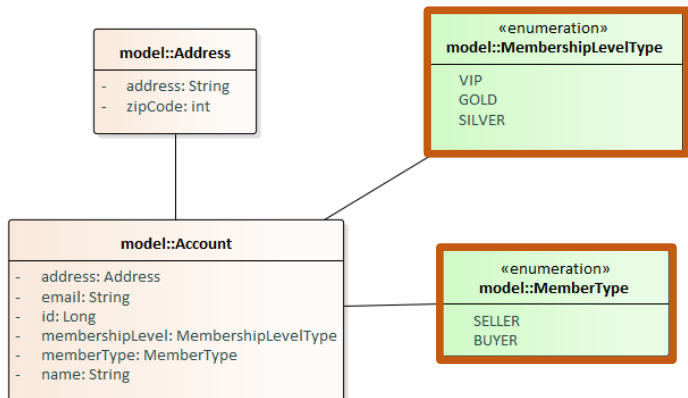 model::Address
- address: String
- zipCode: int
«enumeration»
model::MembershipLevelType
VIP
GOLD
SILVER
model::Account
- address: Address
- email: String
- id: Long
- membershipLevel: MembershipLevelType
- memberType: MemberType
- name: String
«enumeration»
model::MemberType
SELLER
BUYER